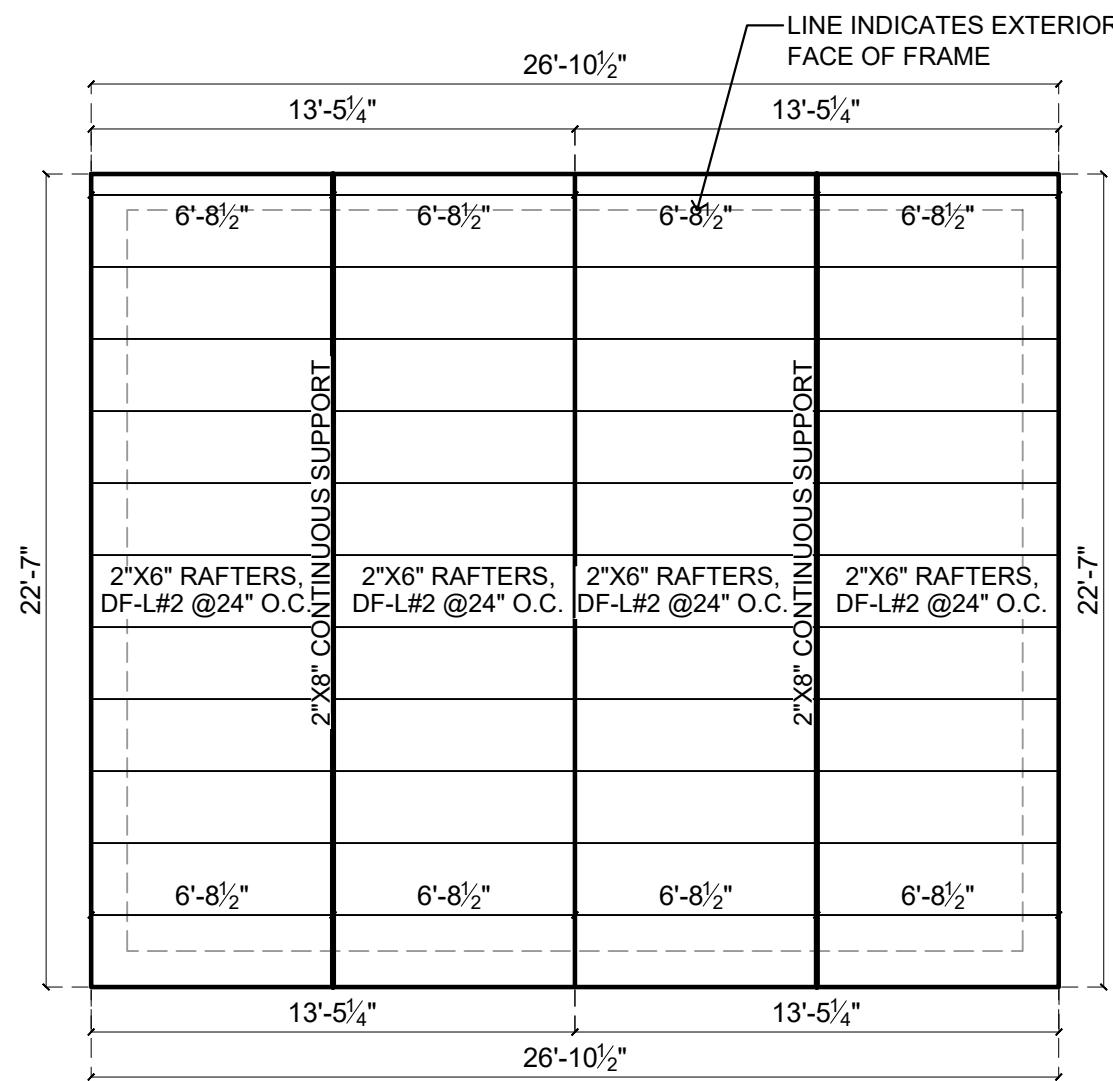 LINE INDICATES EXTERIOR
FACE OF FRAME
26'-10½"
13'-5¼"
13'-5¼"
6'-8½"
6'-8½"
6'-8½"
6'-8½"
22'-7"
2"X8" CONTINUOUS SUPPORT
2"X8" CONTINUOUS SUPPORT
22'-7"
2"X6" RAFTERS,
DF-L#2 @24" O.C.
2"X6" RAFTERS,
DF-L#2 @24" O.C.
2"X6" RAFTERS,
DF-L#2 @24" O.C.
2"X6" RAFTERS,
DF-L#2 @24" O.C.
6'-8½"
6'-8½"
6'-8½"
6'-8½"
13'-5¼"
13'-5¼"
26'-10½"